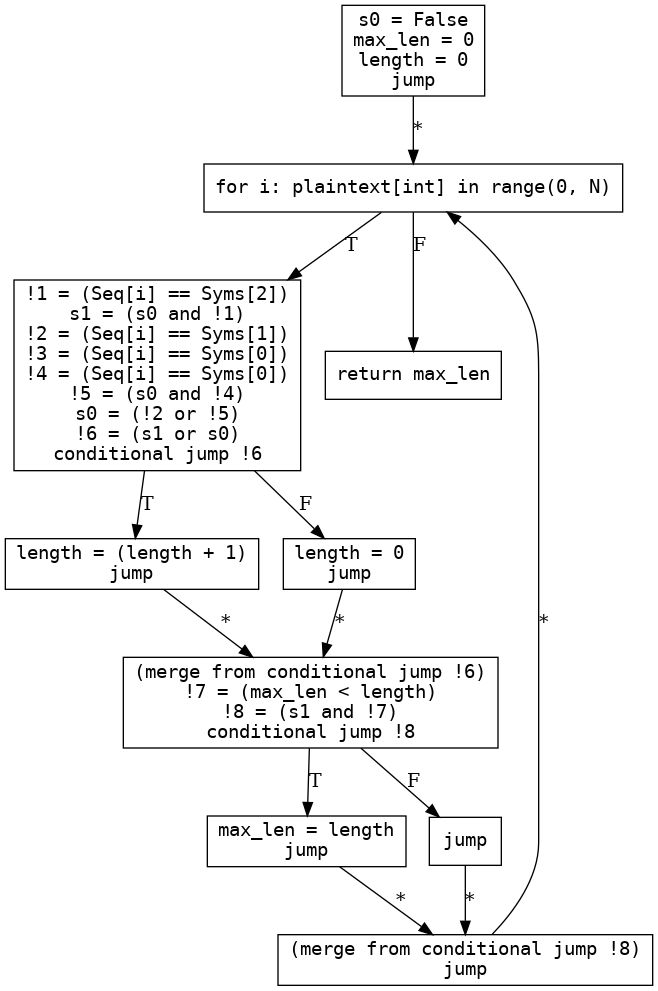 s0 = False
max_len = 0
length = 0
jump
*
for i: plaintext[int] in range(0, N)
T
F
!1 = (Seq[i] == Syms[2])
s1 = (s0 and !1)
!2 = (Seq[i] == Syms[1])
!3 = (Seq[i] == Syms[0])
!4 = (Seq[i] == Syms[0])
!5 = (s0 and !4)
s0 = (!2 or !5)
!6 = (s1 or s0)
conditional jump !6
return max_len
T
F
length = (length + 1)
jump
length = 0
jump
*
*
*
(merge from conditional jump !6)
!7 = (max_len < length)
!8 = (s1 and !7)
conditional jump !8
T
F
max_len = length
jump
jump
*
*
(merge from conditional jump !8)
jump